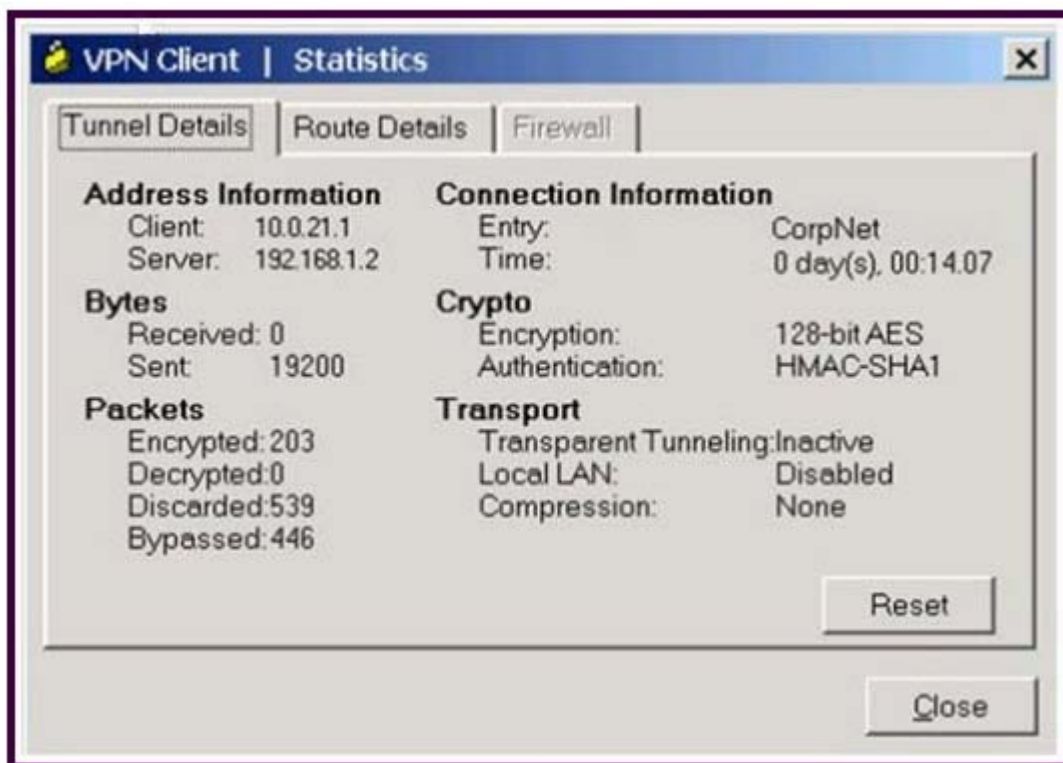 VPN Client | Statistics
Tunnel Details Route Details Firewall
Address Information
Client: 10.0.21.1
Server: 192.168.1.2
Bytes
Received: 0
Sent: 19200
Packets
Encrypted: 203
Decrypted: 0
Discarded: 539
Bypassed: 446
Connection Information
Entry: CorpNet
Time: 0 day(s), 00:14.07
Crypto
Encryption: 128-bit AES
Authentication: HMAC-SHA1
Transport
Transparent Tunneling: Inactive
Local LAN: Disabled
Compression: None
Reset
Close